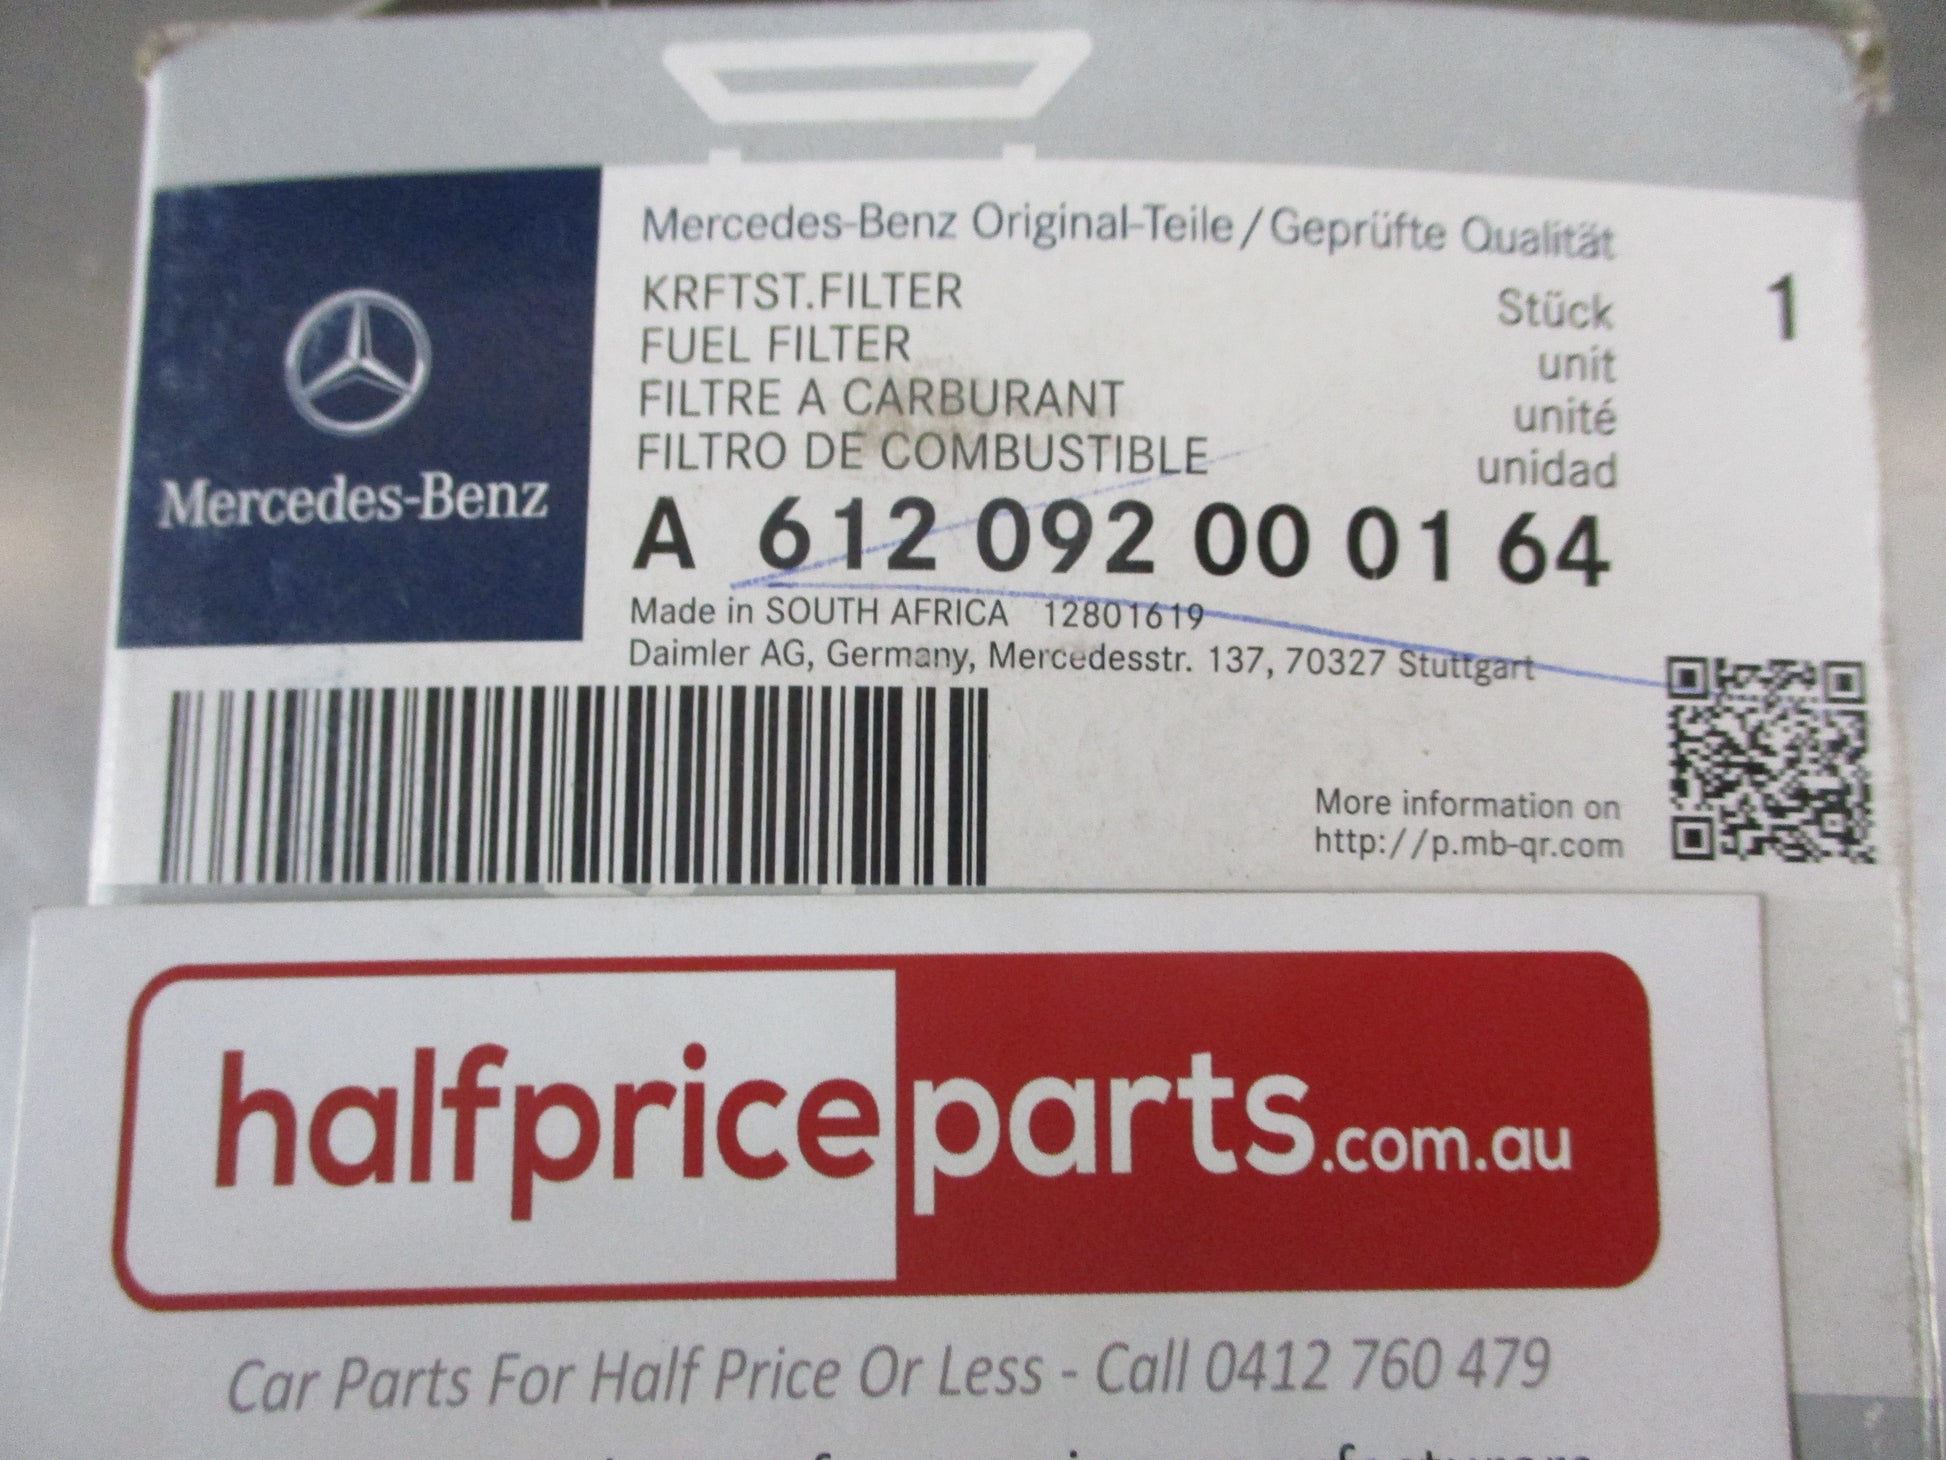 Mercedes-Benz
Mercedes-Benz Original-Teile/Geprüfte Qualität
KRFTST.FILTER
FUEL FILTER
FILTRE A CARBURANT
FILTRO DE COMBUSTIBLE
Stück 1
unit
unité
unidad
A 612 092 00 01 64
Made in SOUTH AFRICA 12801619
Daimler AG, Germany, Mercedesstr. 137, 70327 Stuttgart
More information on
http://p.mb-qr.com
halfpriceparts.com.au
Car Parts For Half Price Or Less - Call 0412 760 479